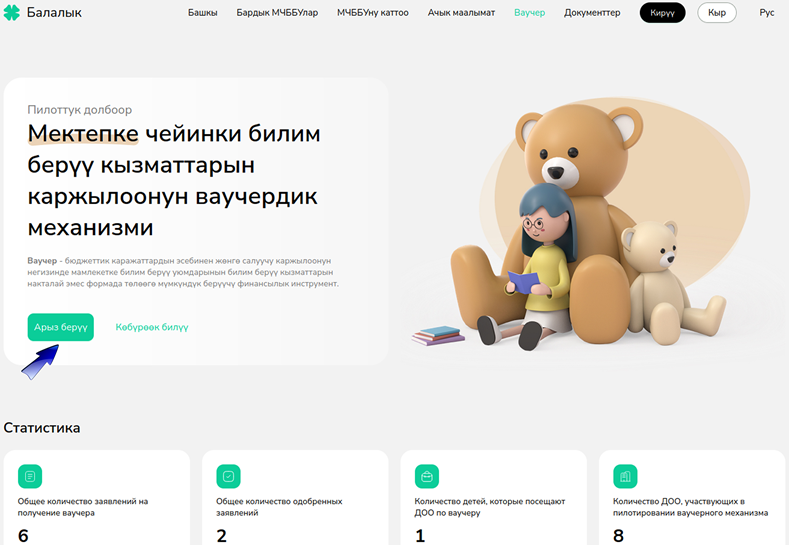 Балалык
Башкы Бардык МЧББУлар МЧББУну каттоо Ачык маалымат Ваучер Документтер Кирүү Кыр Рус
Пилоттук долбоор
Мектепке чейинки билим
берүү кызматтарын
каржылоонун ваучердик
механизми
Ваучер - бюджеттик каражаттардын эсебинен жөнгө салуучу каржылоонун
негизинде мамлекетке билим берүү уюмдарынын билим берүү кызматтарын
накталай эмес формада төлөөгө мүмкүндүк берүүчү финансылык инструмент.
Арыз берүү Көбүрөөк билүү
Статистика
Общее количество заявлений на
получение ваучера
6
Общее количество одобренных
заявлений
2
Количество детей, которые посещают
ДОО по ваучеру
1
Количество ДОО, участвующих в
пилотировании ваучерного механизма
8